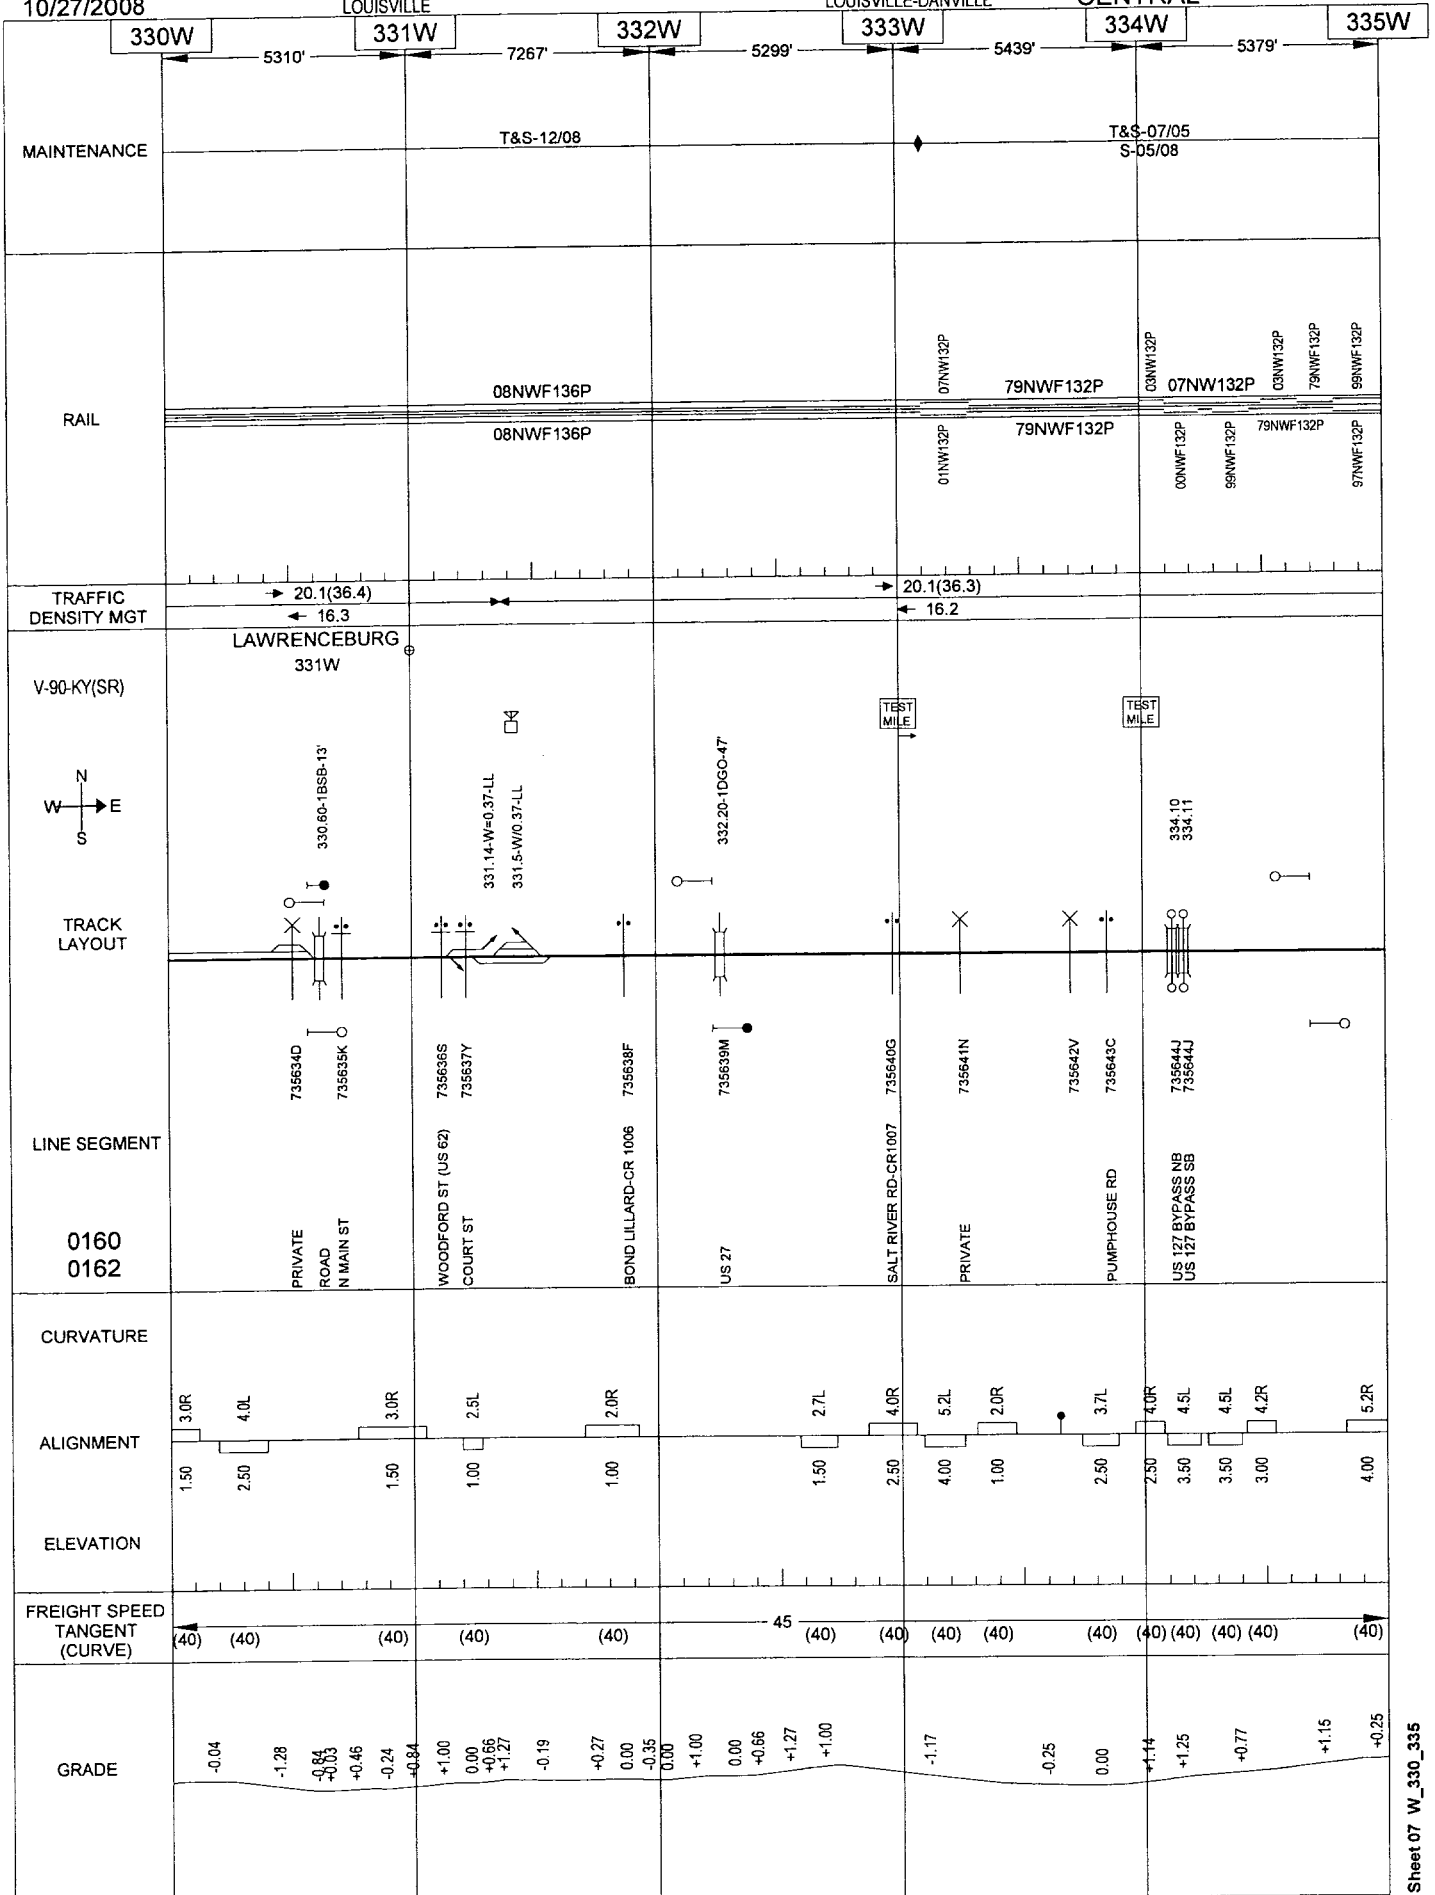 10/27/2008 LOUISVILLE LOUISVILLE-DANVILLE CENTRAL
330W 331W 332W 333W 334W 335W
5310' 7267' 5299' 5439' 5379'
MAINTENANCE
T&S-12/08
T&S-07/05
S-05/08
RAIL
08NWF136P
08NWF136P
07NW132P
01NW132P
79NWF132P
79NWF132P
03NW132P
07NW132P
03NW132P
79NWF132P
99NWF132P
00NWF132P
99NWF132P
79NWF132P
97NWF132P
TRAFFIC
DENSITY MGT
20.1(36.4)
16.3
20.1(36.3)
16.2
LAWRENCEBURG
331W
V-90-KY(SR)
N
W E
S
TEST
MILE
TEST
MILE
330.60-1BSB-13'
331.14-W=0.37-LL
331.5-W/0.37-LL
332.20-1DGO-47'
334.10
334.11
TRACK
LAYOUT
735634D
735635K
735636S
735637Y
735638F
735639M
735640G
735641N
735642V
735643C
735644J
735644J
LINE SEGMENT
0160
0162
PRIVATE
ROAD
N MAIN ST
WOODFORD ST (US 62)
COURT ST
BOND LILLARD-CR 1006
US 27
SALT RIVER RD-CR1007
PRIVATE
PUMPHOUSE RD
US 127 BYPASS NB
US 127 BYPASS SB
CURVATURE
3.0R 4.0L 3.0R 2.5L 2.0R 2.7L 4.0R 5.2L 2.0R 3.7L 4.0R 4.5L 4.5L 4.2R 5.2R
ALIGNMENT
1.50 2.50 1.50 1.00 1.00 1.50 2.50 4.00 1.00 2.50 2.50 3.50 3.50 3.00 4.00
ELEVATION
FREIGHT SPEED
TANGENT
(CURVE)
45
(40) (40) (40) (40) (40) (40) (40) (40) (40) (40) (40) (40) (40) (40) (40)
GRADE
-0.04 -1.28 -0.84 +0.03 +0.46 -0.24 +0.84 +1.00 0.00 +0.66 +1.27 -0.19 +0.27 0.00 -0.35 0.00 +1.00 0.00 +0.66 +1.27 +1.00 -1.17 -0.25 0.00 +1.14 +1.25 +0.77 +1.15 +0.25
Sheet 07 W_330_335